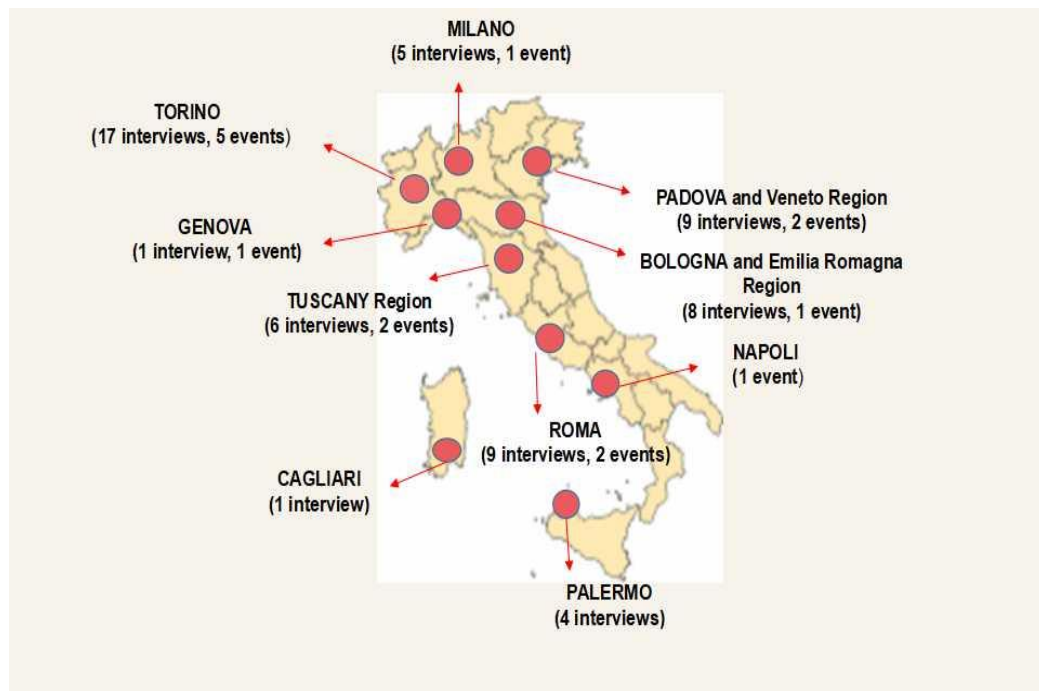 MILANO
(5 interviews, 1 event)
TORINO
(17 interviews, 5 events)
PADOVA and Veneto Region
(9 interviews, 2 events)
GENOVA
(1 interview, 1 event)
BOLOGNA and Emilia Romagna
Region
(8 interviews, 1 event)
TUSCANY Region
(6 interviews, 2 events)
NAPOLI
(1 event)
ROMA
(9 interviews, 2 events)
CAGLIARI
(1 interview)
PALERMO
(4 interviews)